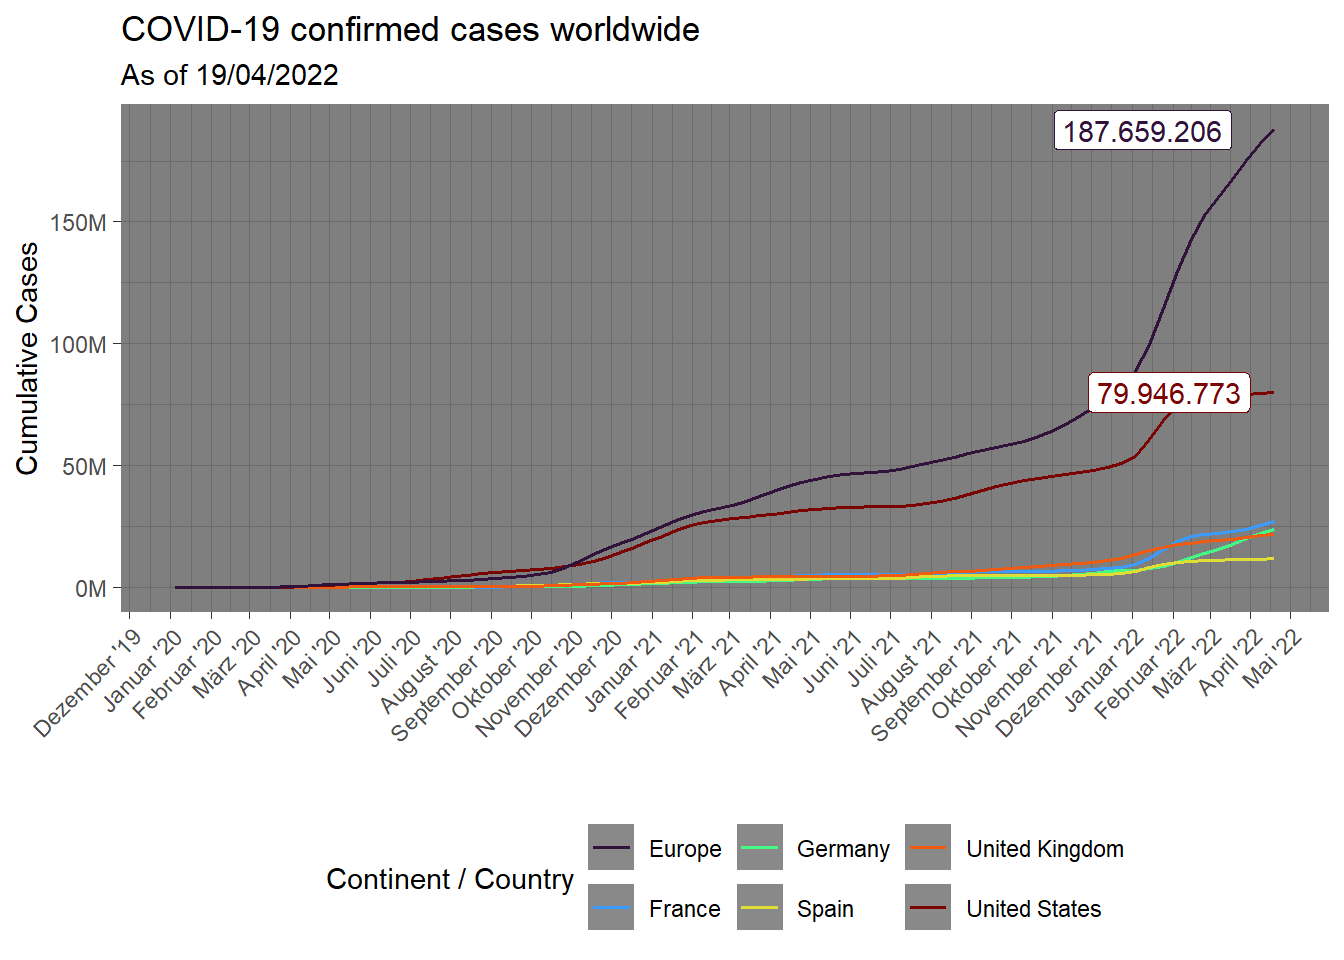 COVID-19 confirmed cases worldwide
As of 19/04/2022
187.659.206
79.946.773
Cumulative Cases
150M
100M
50M
0M
Dezember '19
Januar '20
Februar '20
März '20
April '20
Mai '20
Juni '20
Juli '20
August '20
September '20
Oktober '20
November '20
Dezember '20
Januar '21
Februar '21
März '21
April '21
Mai '21
Juni '21
Juli '21
August '21
September '21
Oktober '21
November '21
Dezember '21
Januar '22
Februar '22
März '22
April '22
Mai '22
Continent / Country
Europe
Germany
United Kingdom
France
Spain
United States